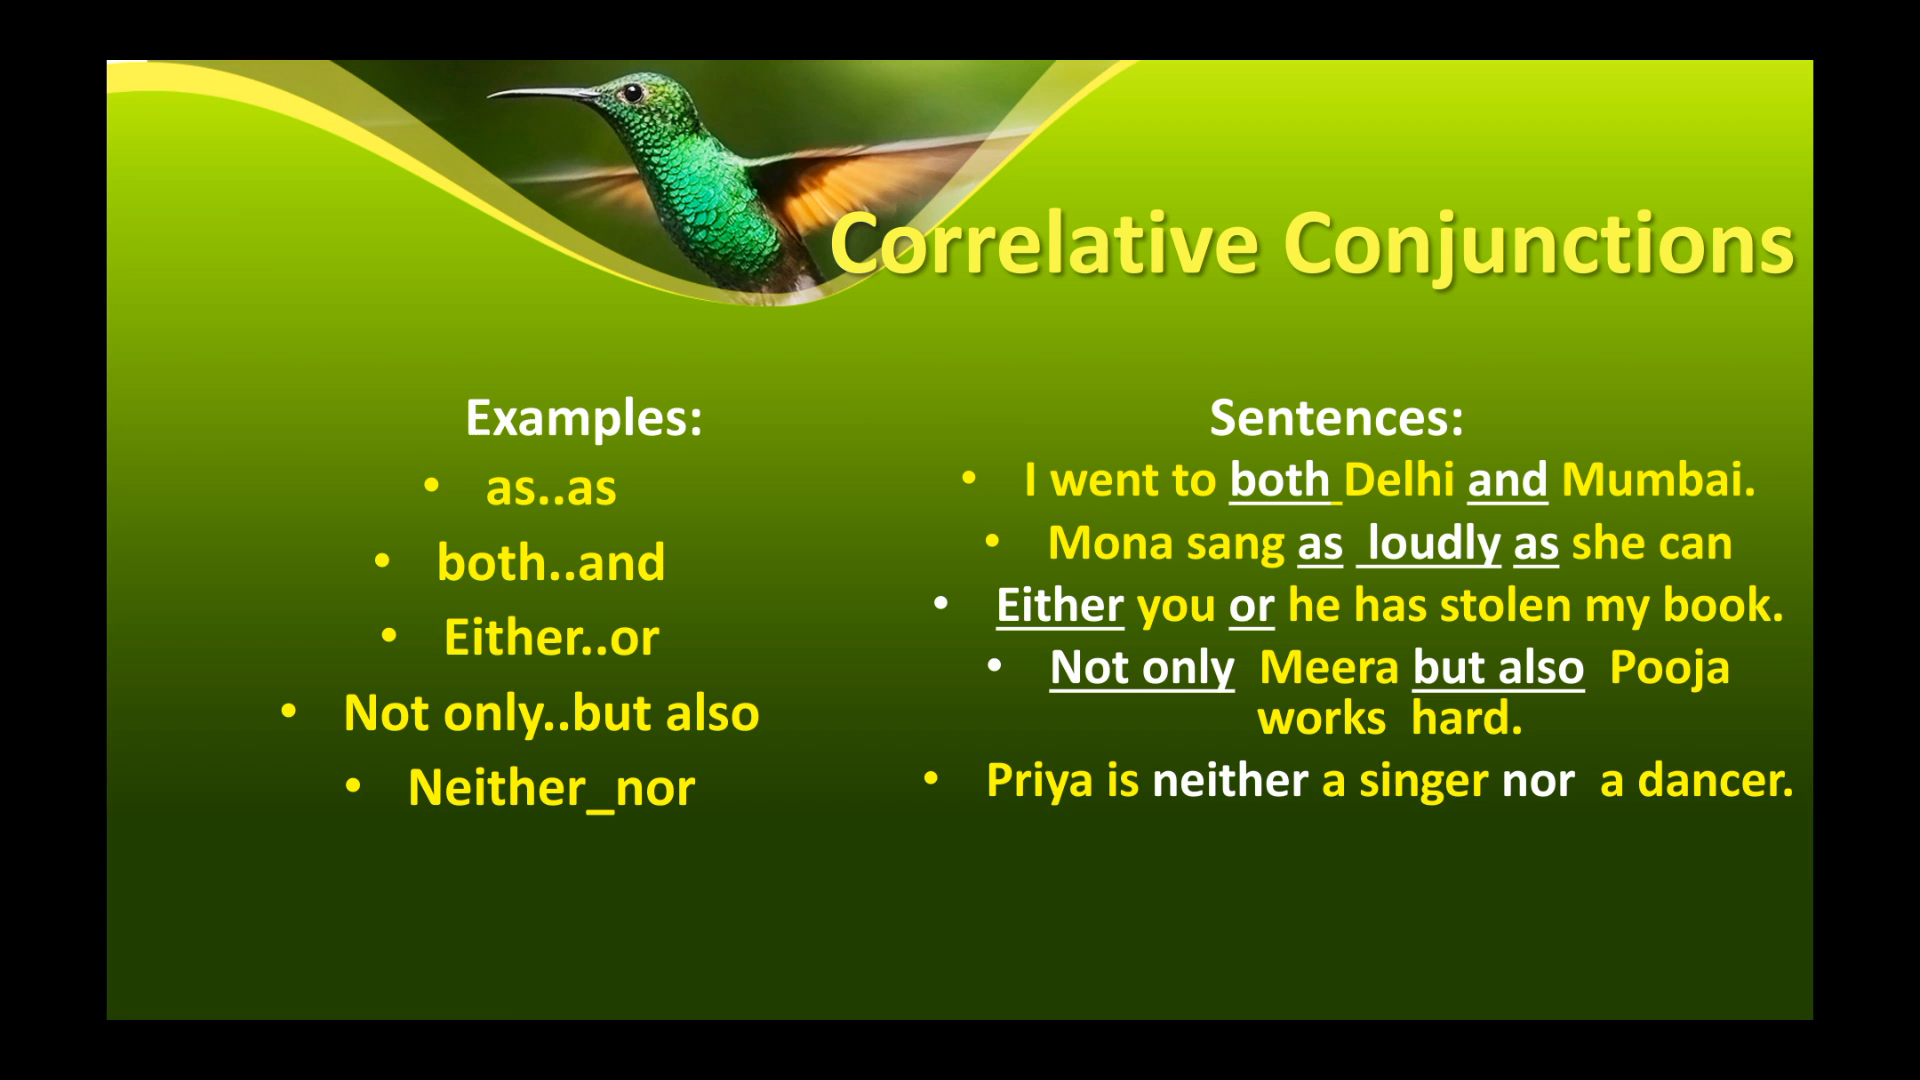 Correlative Conjunctions
Examples:
• as..as
• both..and
• Either..or
• Not only..but also
• Neither_nor
Sentences:
• I went to both Delhi and Mumbai.
• Mona sang as loudly as she can
• Either you or he has stolen my book.
• Not only Meera but also Pooja
works hard.
• Priya is neither a singer nor a dancer.